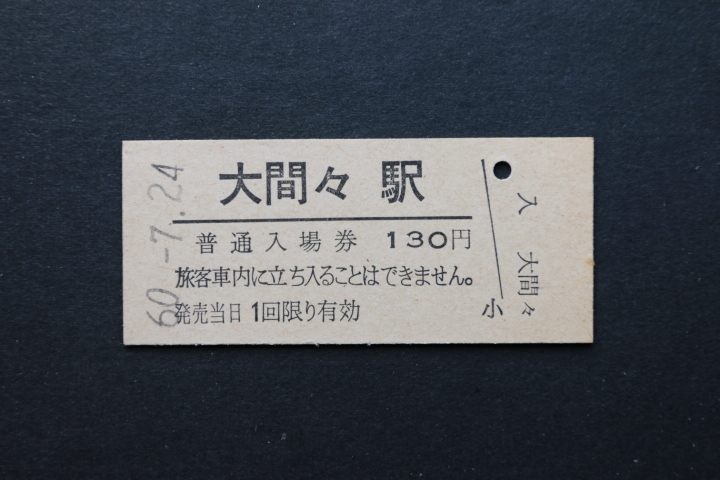 大間々 駅
普通入場券 130円
旅客車内に立ち入ることはできません。
発売当日1回限り有効
60-7.24
入 大間々
小